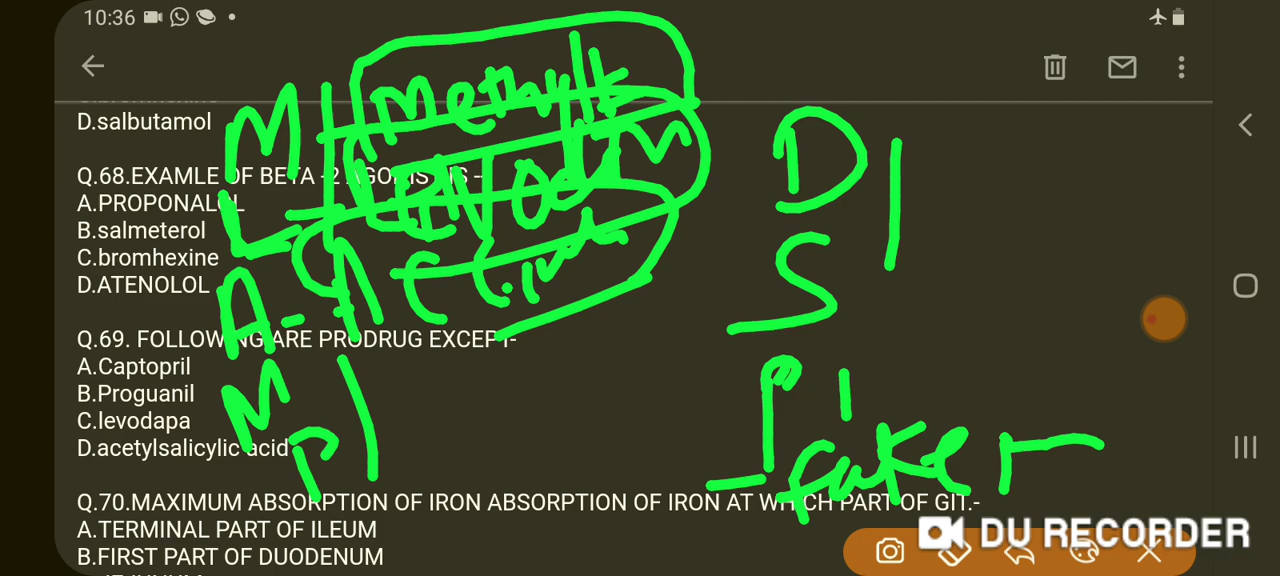 10:36
D.salbutamol
Q.68.EXAMLE OF BETA -2 AGONISTIS -
A.PROPONALOL
B.salmeterol
C.bromhexine
D.ATENOLOL
Q.69. FOLLOWING ARE PRODRUG EXCEPT-
A.Captopril
B.Proguanil
C.levodapa
D.acetylsalicylic acid
Q.70.MAXIMUM ABSORPTION OF IRON ABSORPTION OF IRON AT WHICH PART OF GIT.-
A.TERMINAL PART OF ILEUM
B.FIRST PART OF DUODENUM
M
L
A-
M
P
D
S
faker
DU RECORDER